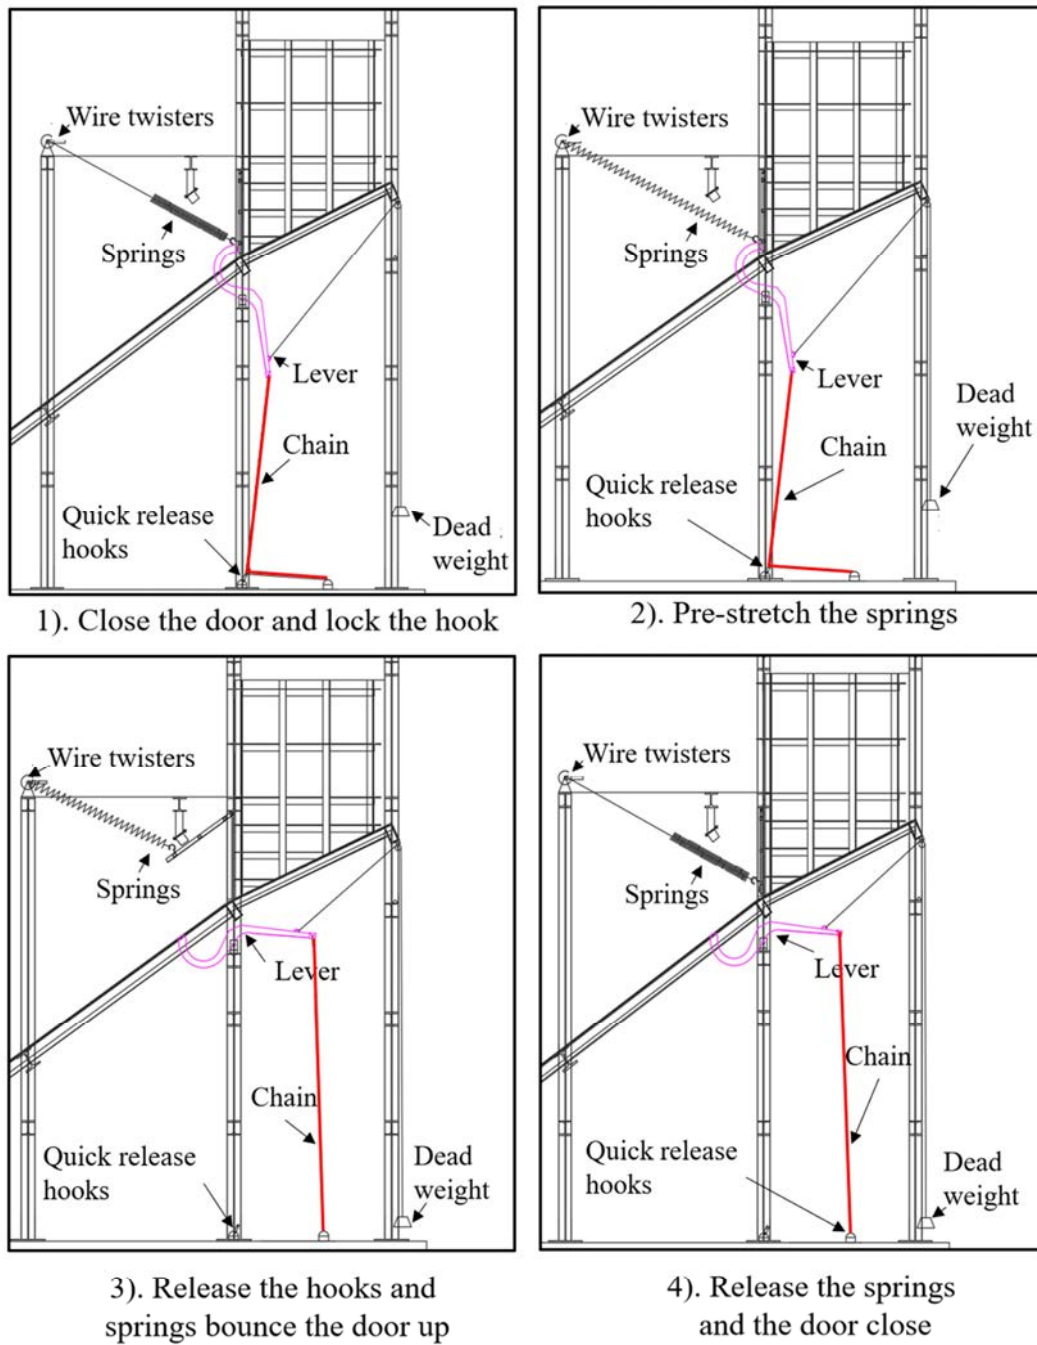 Wire twisters
Springs
Lever
Chain
Quick release
hooks
Dead
weight
1). Close the door and lock the hook
Wire twisters
Springs
Lever
Dead
weight
Chain
Quick release
hooks
2). Pre-stretch the springs
Wire twisters
Springs
Lever
Chain
Quick release
hooks
Dead
weight
3). Release the hooks and
springs bounce the door up
Wire twisters
Springs
Lever
Chain
Quick release
hooks
Dead
weight
4). Release the springs
and the door close